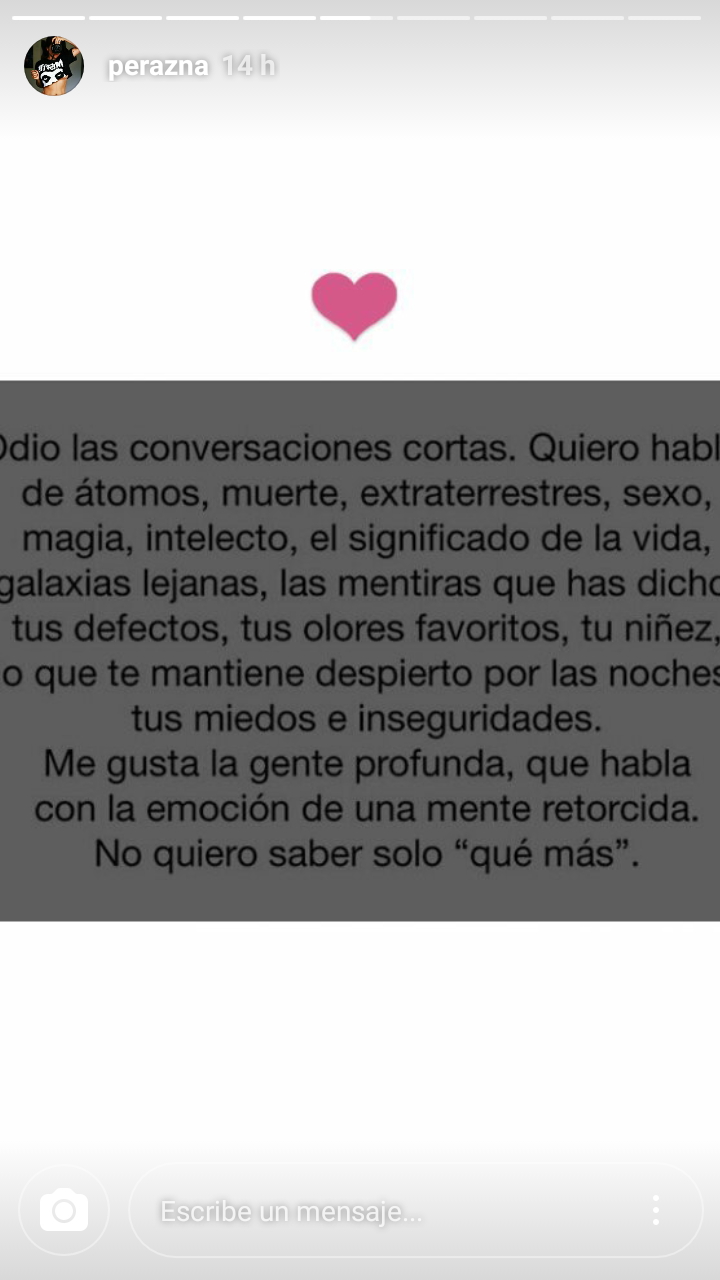 perazna 14 h
Odio las conversaciones cortas. Quiero habl
de átomos, muerte, extraterrestres, sexo,
magia, intelecto, el significado de la vida,
galaxias lejanas, las mentiras que has dicho
tus defectos, tus olores favoritos, tu niñez,
o que te mantiene despierto por las noches
tus miedos e inseguridades.
Me gusta la gente profunda, que habla
con la emoción de una mente retorcida.
No quiero saber solo “qué más”.
Escribe un mensaje...